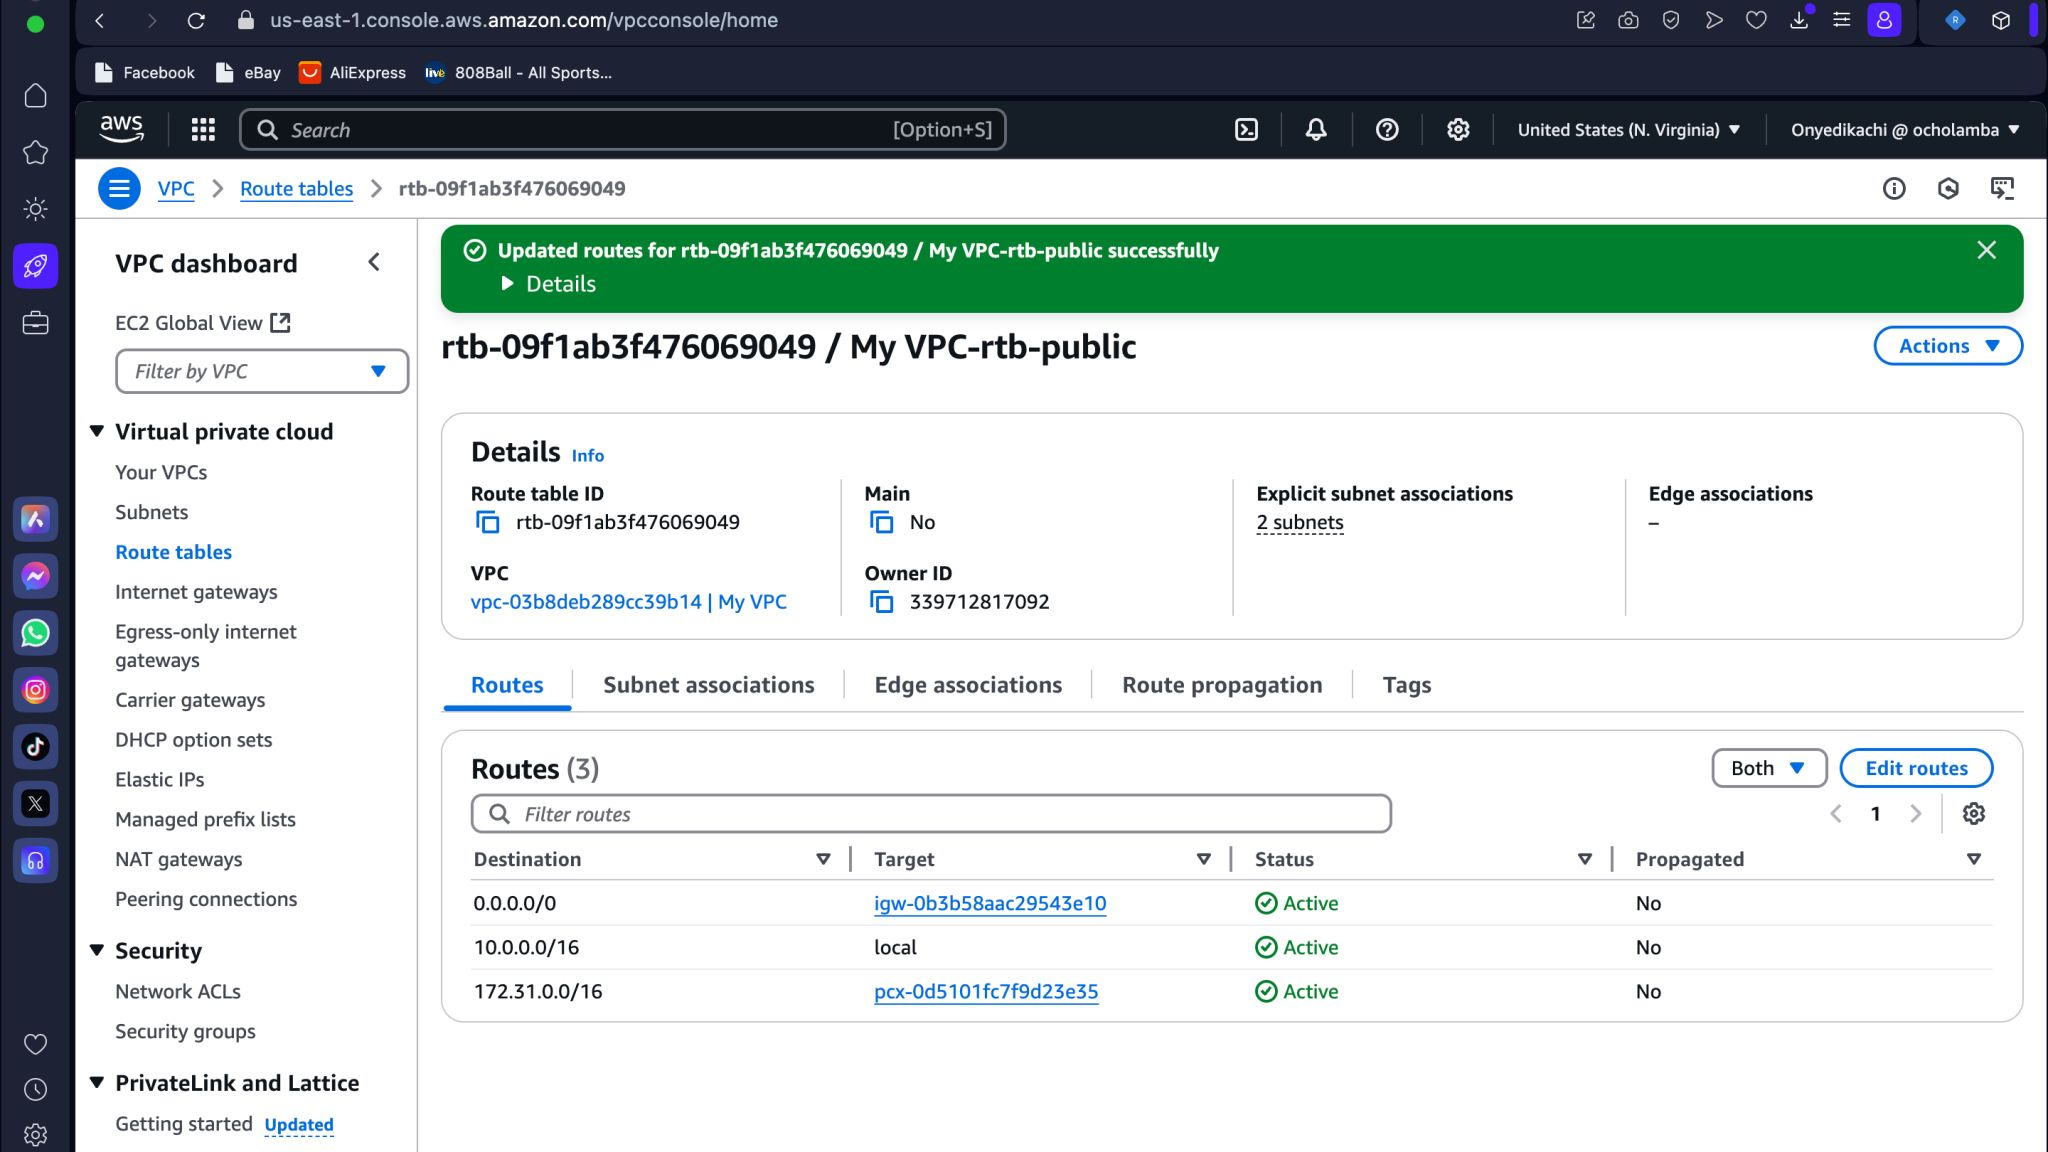 us-east-1.console.aws.amazon.com/vpcconsole/home
Facebook eBay AliExpress live 808Ball - All Sports...
aws Search [Option+S] United States (N. Virginia) Onyedikachi @ ocholamba
VPC Route tables rtb-09f1ab3f476069049
VPC dashboard
EC2 Global View
Filter by VPC
Virtual private cloud
Your VPCs
Subnets
Route tables
Internet gateways
Egress-only internet
gateways
Carrier gateways
DHCP option sets
Elastic IPs
Managed prefix lists
NAT gateways
Peering connections
Security
Network ACLs
Security groups
PrivateLink and Lattice
Getting started Updated
Updated routes for rtb-09f1ab3f476069049 / My VPC-rtb-public successfully
Details
rtb-09f1ab3f476069049 / My VPC-rtb-public
Actions
Details Info
Route table ID
rtb-09f1ab3f476069049
Main
No
Explicit subnet associations
2 subnets
Edge associations
–
VPC
vpc-03b8deb289cc39b14 | My VPC
Owner ID
339712817092
Routes Subnet associations Edge associations Route propagation Tags
Routes (3)
Both Edit routes
Filter routes
1
Destination Target Status Propagated
0.0.0.0/0 igw-0b3b58aac29543e10 Active No
10.0.0.0/16 local Active No
172.31.0.0/16 pcx-0d5101fc7f9d23e35 Active No